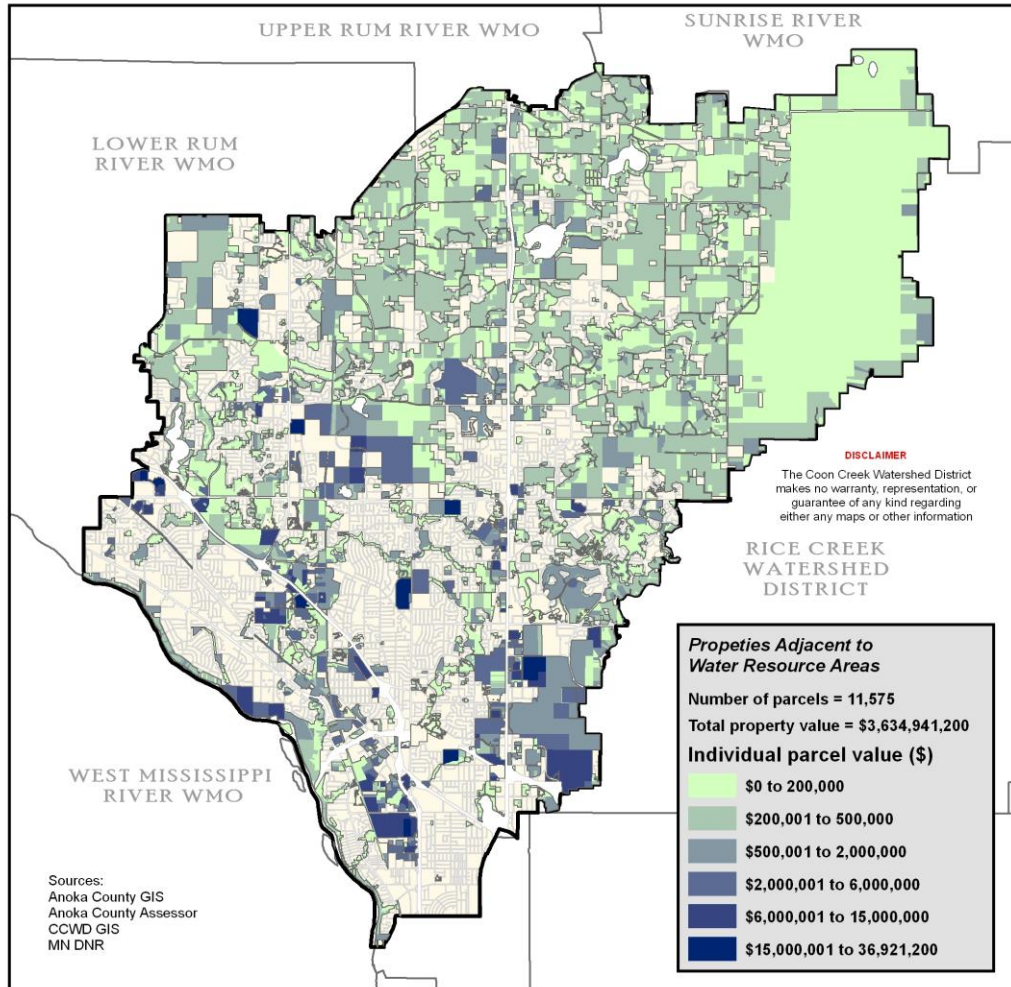 UPPER RUM RIVER WMO
SUNRISE RIVER
WMO
LOWER RUM
RIVER WMO
DISCLAIMER
The Coon Creek Watershed District
makes no warranty, representation, or
guarantee of any kind regarding
either any maps or other information
RICE CREEK
WATERSHED
DISTRICT
WEST MISSISSIPPI
RIVER WMO
Propeties Adjacent to
Water Resource Areas
Number of parcels = 11,575
Total property value = $3,634,941,200
Individual parcel value ($)
$0 to 200,000
$200,001 to 500,000
$500,001 to 2,000,000
$2,000,001 to 6,000,000
$6,000,001 to 15,000,000
$15,000,001 to 36,921,200
Sources:
Anoka County GIS
Anoka County Assessor
CCWD GIS
MN DNR